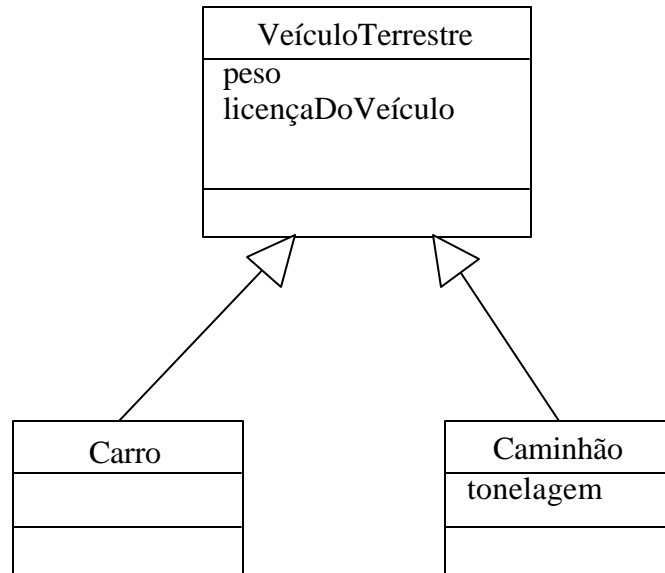 VeículoTerrestre
peso
licençaDoVeículo
Carro
Caminhão
tonelagem